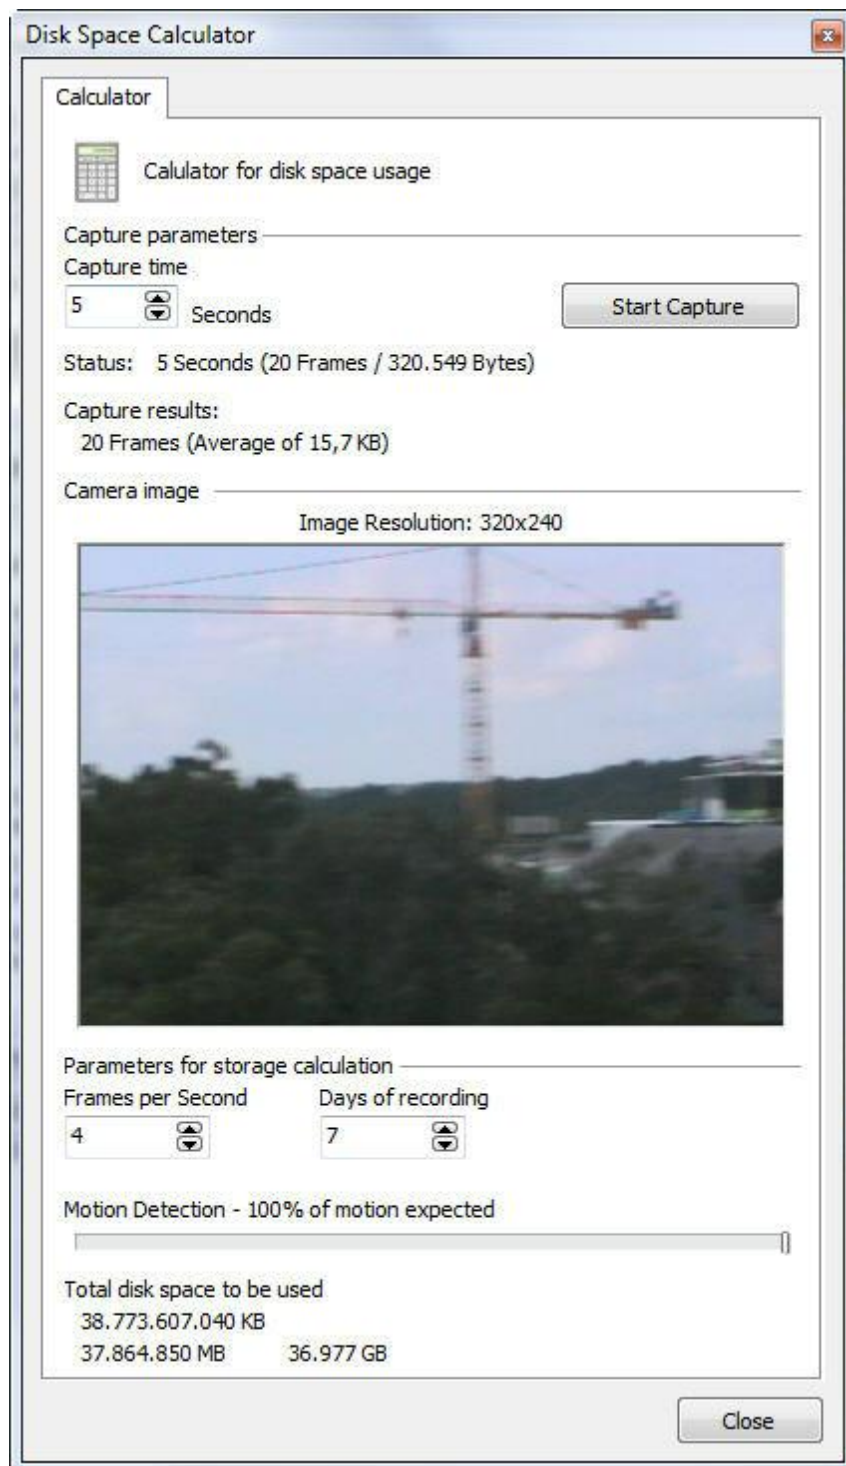 Disk Space Calculator
Calculator
Calulator for disk space usage
Capture parameters
Capture time
5 Seconds
Start Capture
Status: 5 Seconds (20 Frames / 320.549 Bytes)
Capture results:
20 Frames (Average of 15,7 KB)
Camera image
Image Resolution: 320x240
Parameters for storage calculation
Frames per Second Days of recording
4 7
Motion Detection - 100% of motion expected
Total disk space to be used
38.773.607.040 KB
37.864.850 MB 36.977 GB
Close